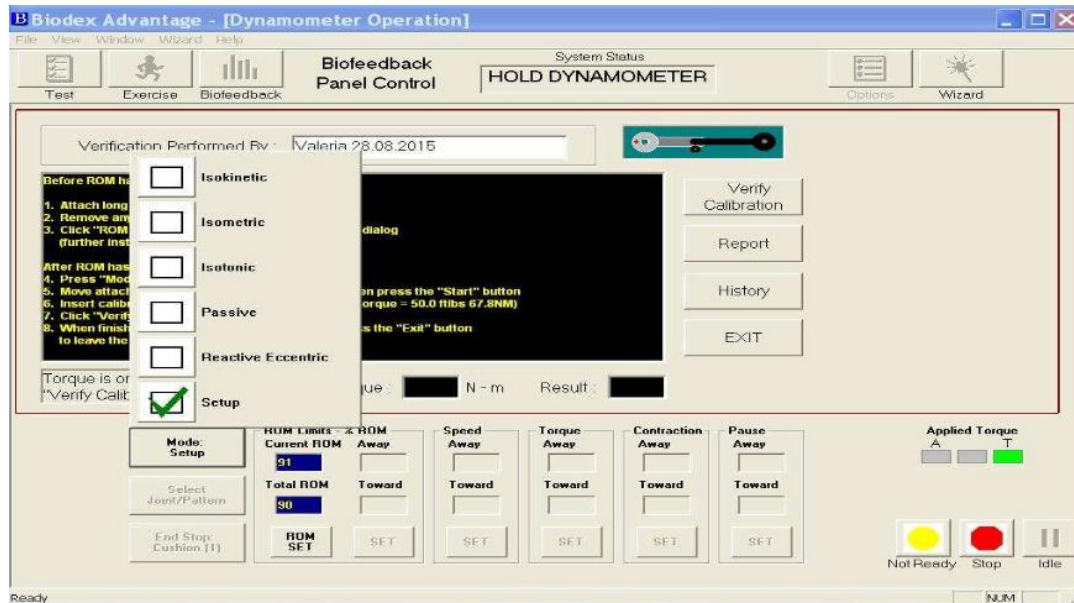 Biodex Advantage - [Dynamometer Operation]
File View Window Wizard Help
Test
Exercise
Biofeedback
Biofeedback
Panel Control
System Status
HOLD DYNAMOMETER
Options
Wizard
Verification Performed By :
Valeria 28.08.2015
Before ROM ha
1. Attach long
2. Remove any
3. Click "ROM dialog
(further inst
After ROM has
4. Press "Mod
5. Move attac en press the "Start" button
6. Insert calib orque = 50.0 ftlbs 67.8NM)
7. Click "Verif
8. When finish s the "Exit" button
to leave the
Isokinetic
Isometric
Isotonic
Passive
Reactive Eccentric
Setup
Verify
Calibration
Report
History
EXIT
Torque is or
"Verify Calib
que : N - m Result :
Mode:
Setup
Select
Joint/Pattern
End Stop:
Cushion (1)
ROM Limits - % ROM
Current ROM Away
91
Total ROM Toward
90
ROM
SET
SET
Speed
Away
Toward
SET
Torque
Away
Toward
SET
Contraction
Away
Toward
SET
Pause
Away
Toward
SET
Applied Torque
A T
Not Ready
Stop
Idle
Ready
NUM